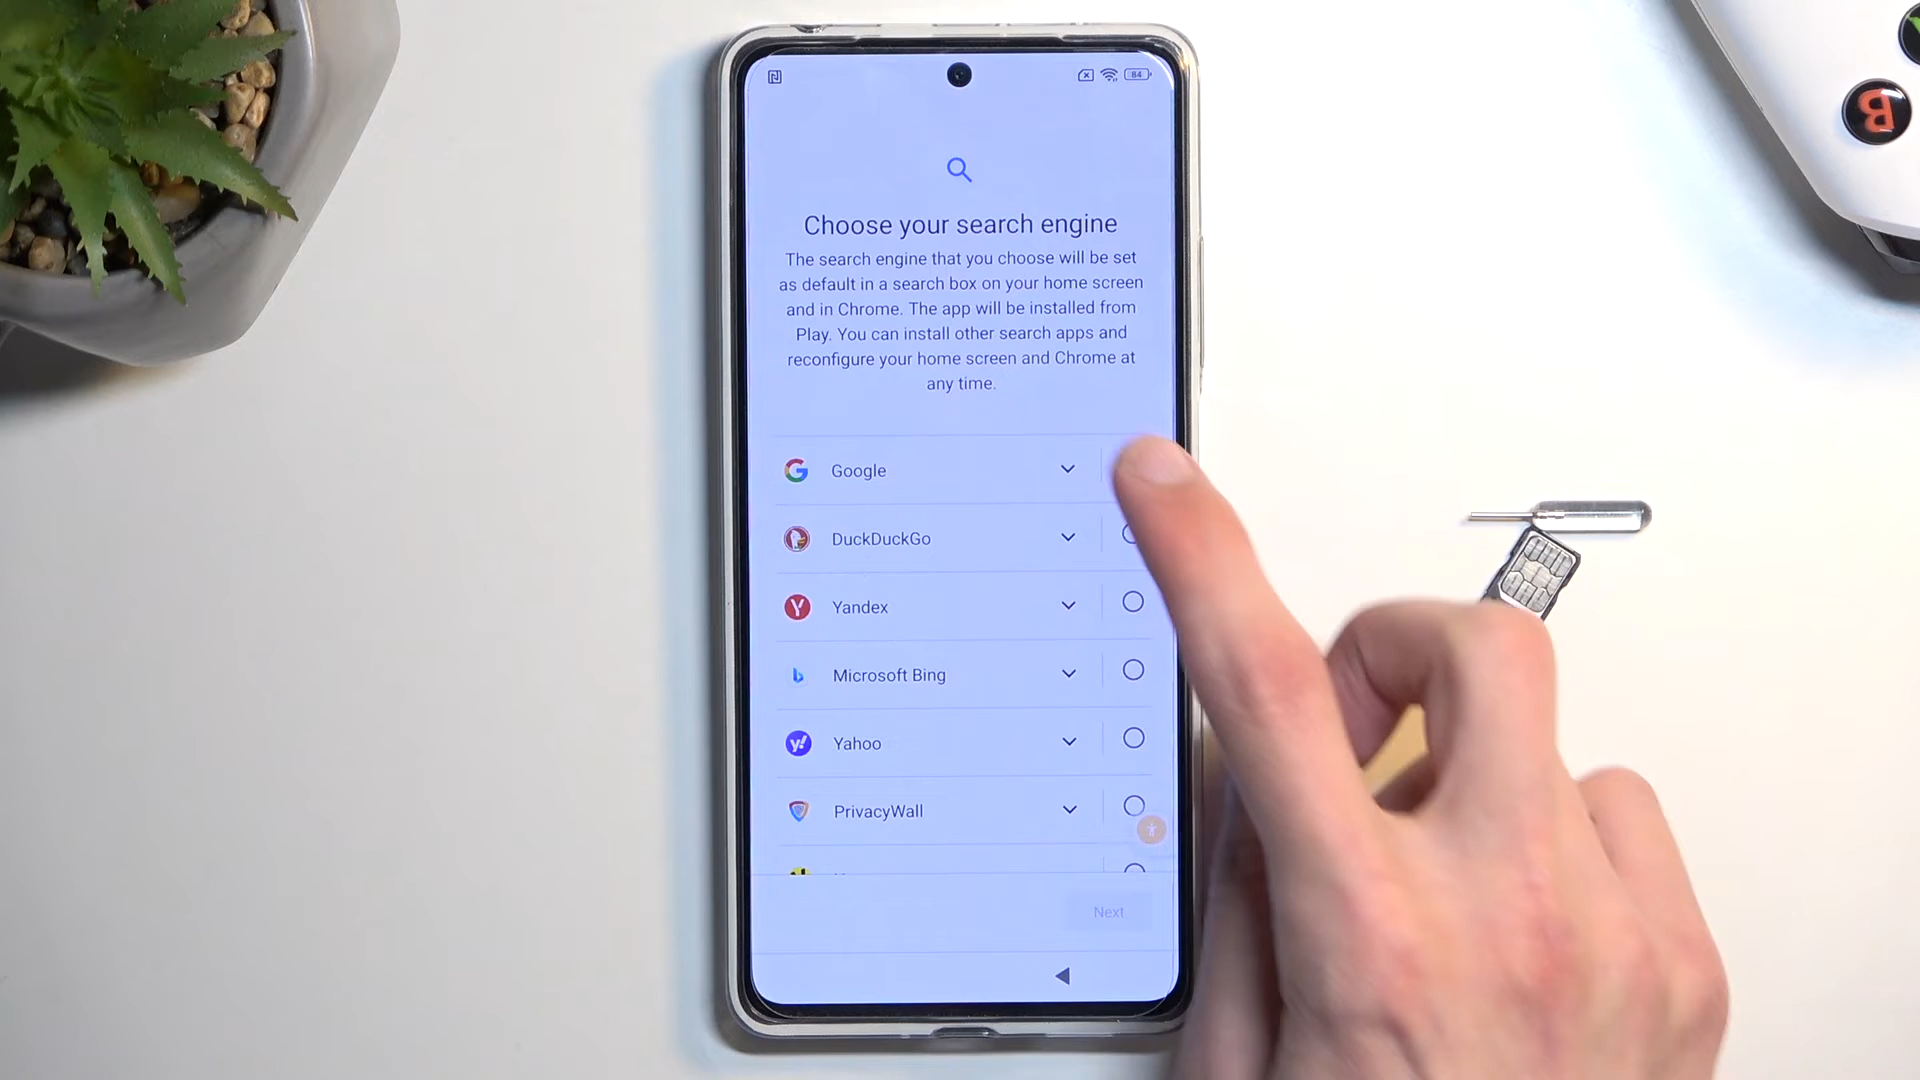 84
Choose your search engine
The search engine that you choose will be set
as default in a search box on your home screen
and in Chrome. The app will be installed from
Play. You can install other search apps and
reconfigure your home screen and Chrome at
any time.
Google
DuckDuckGo
Yandex
Microsoft Bing
Yahoo
PrivacyWall
Next
B